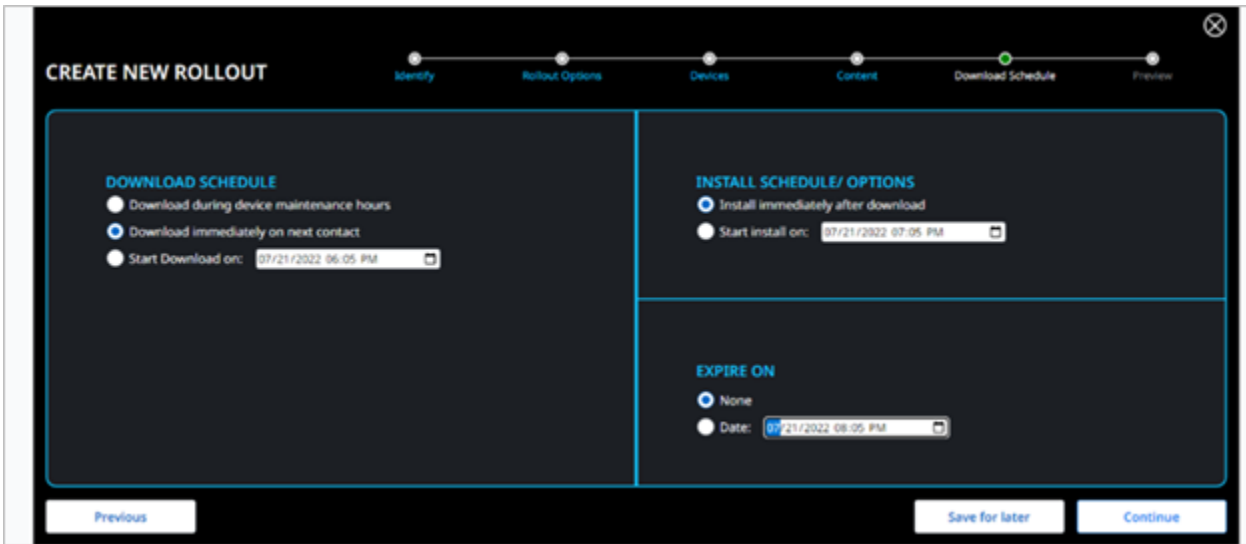 CREATE NEW ROLLOUT
Identify
Rollout Options
Devices
Content
Download Schedule
Preview
DOWNLOAD SCHEDULE
Download during device maintenance hours
Download immediately on next contact
Start Download on: 07/21/2022 06:05 PM
INSTALL SCHEDULE/ OPTIONS
Install immediately after download
Start install on: 07/21/2022 07:05 PM
EXPIRE ON
None
Date: 07/21/2022 08:05 PM
Previous
Save for later
Continue